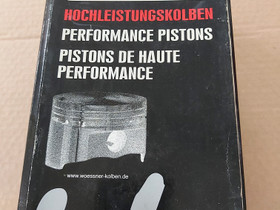 HOCHLEISTUNGSKOLBEN
PERFORMANCE PISTONS
PISTONS DE HAUTE
PERFORMANCE
- www.woessner-kolben.de